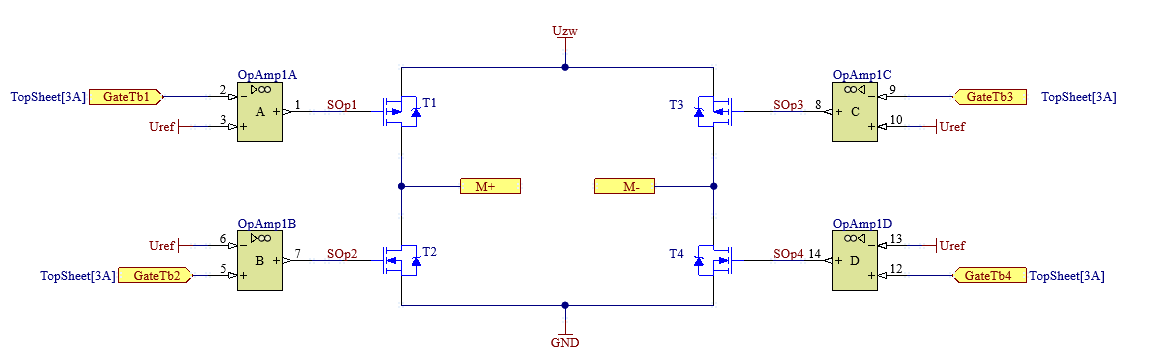 Uzw
OpAmp1A
OpAmp1C
TopSheet[3A] GateTb1 2 − ▷∞ 1 SOp1 T1
T3 SOp3 8 ∞◁ − 9 GateTb3 TopSheet[3A]
A +
+ C
Uref 3 +
+ 10 Uref
M+
M-
OpAmp1B
OpAmp1D
Uref 6 − ▷∞
∞◁ − 13 Uref
B + 7 SOp2 T2
T4 SOp4 14 + D
TopSheet[3A] GateTb2 5 +
+ 12 GateTb4 TopSheet[3A]
GND